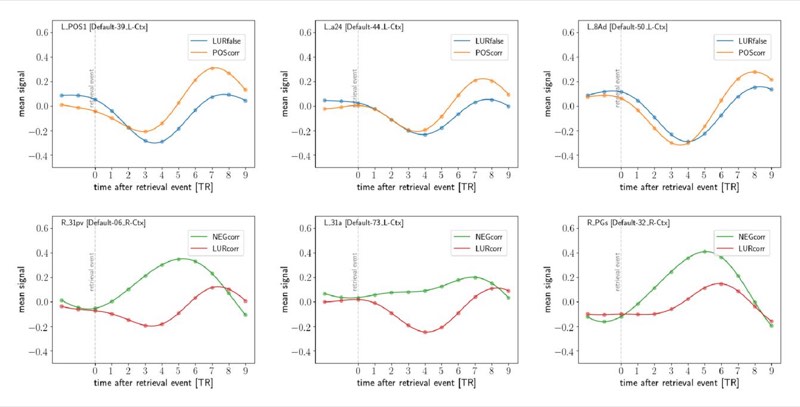 L_POS1 [Default-39,L-Ctx]
0.6
0.4
0.2
0.0
−0.2
−0.4
mean signal
retrieval event
LURfalse
POScorr
0 1 2 3 4 5 6 7 8 9
time after retrieval event [TR]
L_a24 [Default-44,L-Ctx]
0.6
0.4
0.2
0.0
−0.2
−0.4
mean signal
retrieval event
LURfalse
POScorr
0 1 2 3 4 5 6 7 8 9
time after retrieval event [TR]
L_8Ad [Default-50,L-Ctx]
0.6
0.4
0.2
0.0
−0.2
−0.4
mean signal
retrieval event
LURfalse
POScorr
0 1 2 3 4 5 6 7 8 9
time after retrieval event [TR]
R_31pv [Default-06,R-Ctx]
0.6
0.4
0.2
0.0
−0.2
−0.4
mean signal
retrieval event
NEGcorr
LURcorr
0 1 2 3 4 5 6 7 8 9
time after retrieval event [TR]
L_31a [Default-73,L-Ctx]
0.6
0.4
0.2
0.0
−0.2
−0.4
mean signal
retrieval event
NEGcorr
LURcorr
0 1 2 3 4 5 6 7 8 9
time after retrieval event [TR]
R_PGs [Default-32,R-Ctx]
0.6
0.4
0.2
0.0
−0.2
−0.4
mean signal
retrieval event
NEGcorr
LURcorr
0 1 2 3 4 5 6 7 8 9
time after retrieval event [TR]